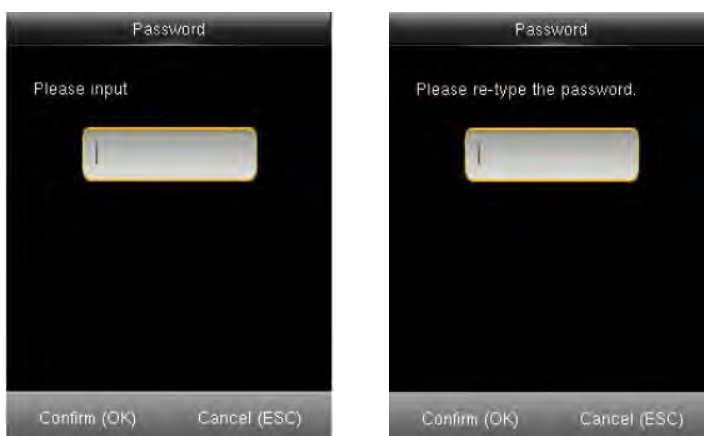 Password
Please input
Confirm (OK) Cancel (ESC)
Password
Please re-type the password.
Confirm (OK) Cancel (ESC)